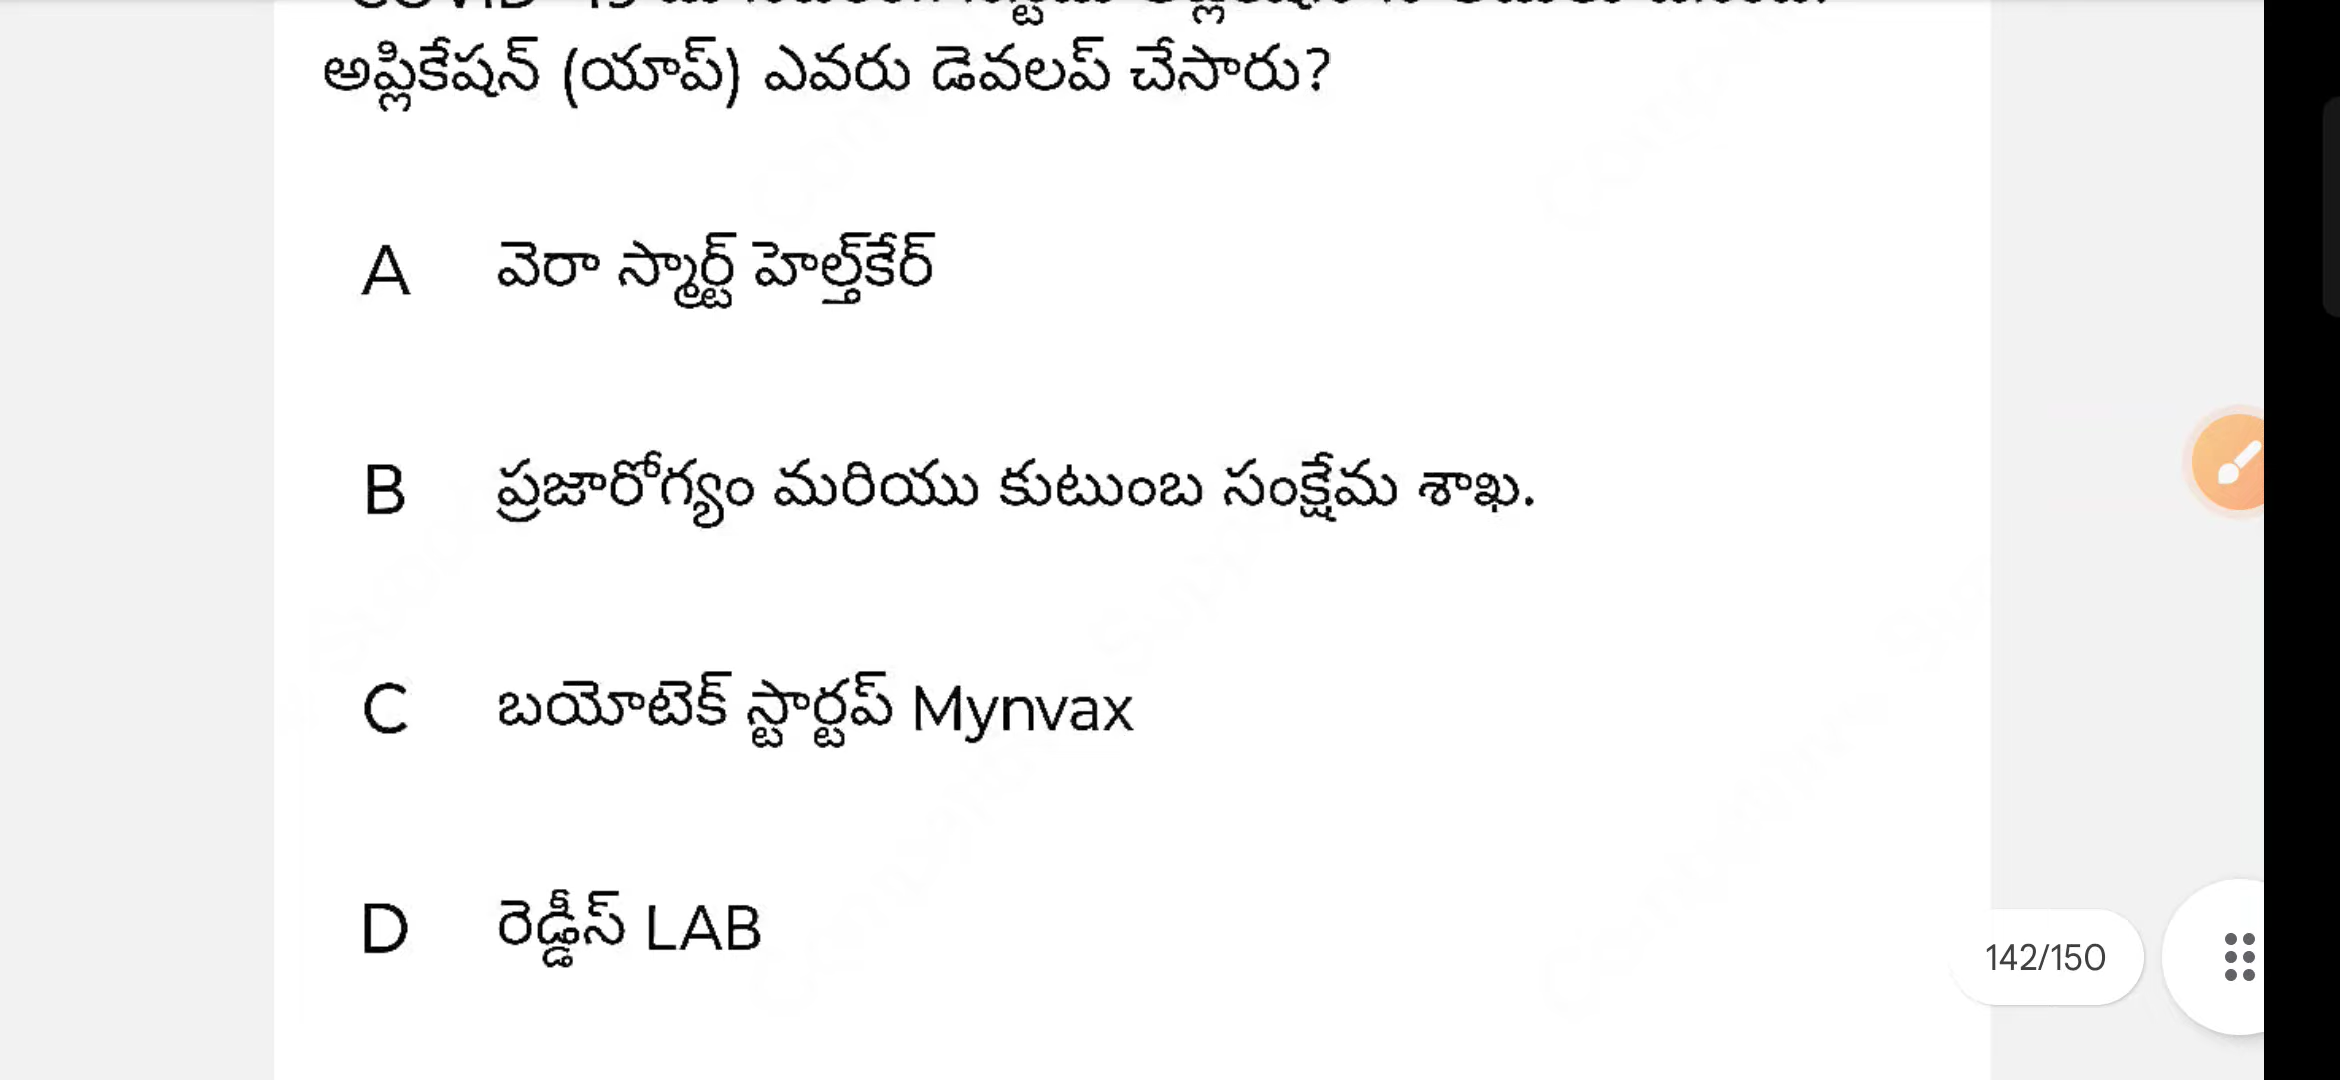 అప్లికేషన్ (యాప్) ఎవరు డెవలప్ చేసారు?
A వెరా స్మార్ట్ హెల్త్‌కేర్
B ప్రజారోగ్యం మరియు కుటుంబ సంక్షేమ శాఖ.
C బయోటెక్ స్టార్టప్ Mynvax
D రెడ్డీస్ LAB
142/150